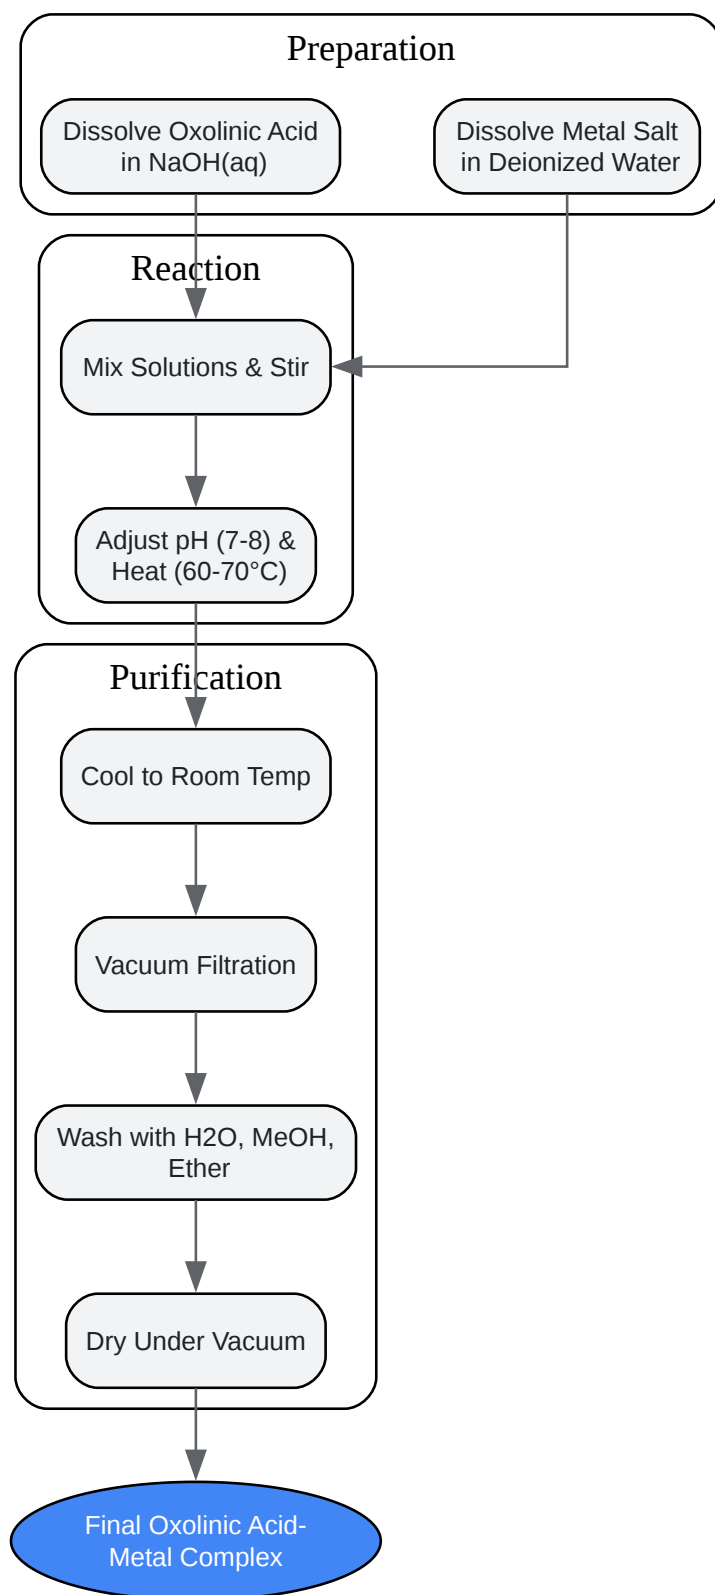 Preparation
Dissolve Oxolinic Acid
in NaOH(aq)
Dissolve Metal Salt
in Deionized Water
Reaction
Mix Solutions & Stir
Adjust pH (7-8) &
Heat (60-70°C)
Purification
Cool to Room Temp
Vacuum Filtration
Wash with H2O, MeOH,
Ether
Dry Under Vacuum
Final Oxolinic Acid-
Metal Complex